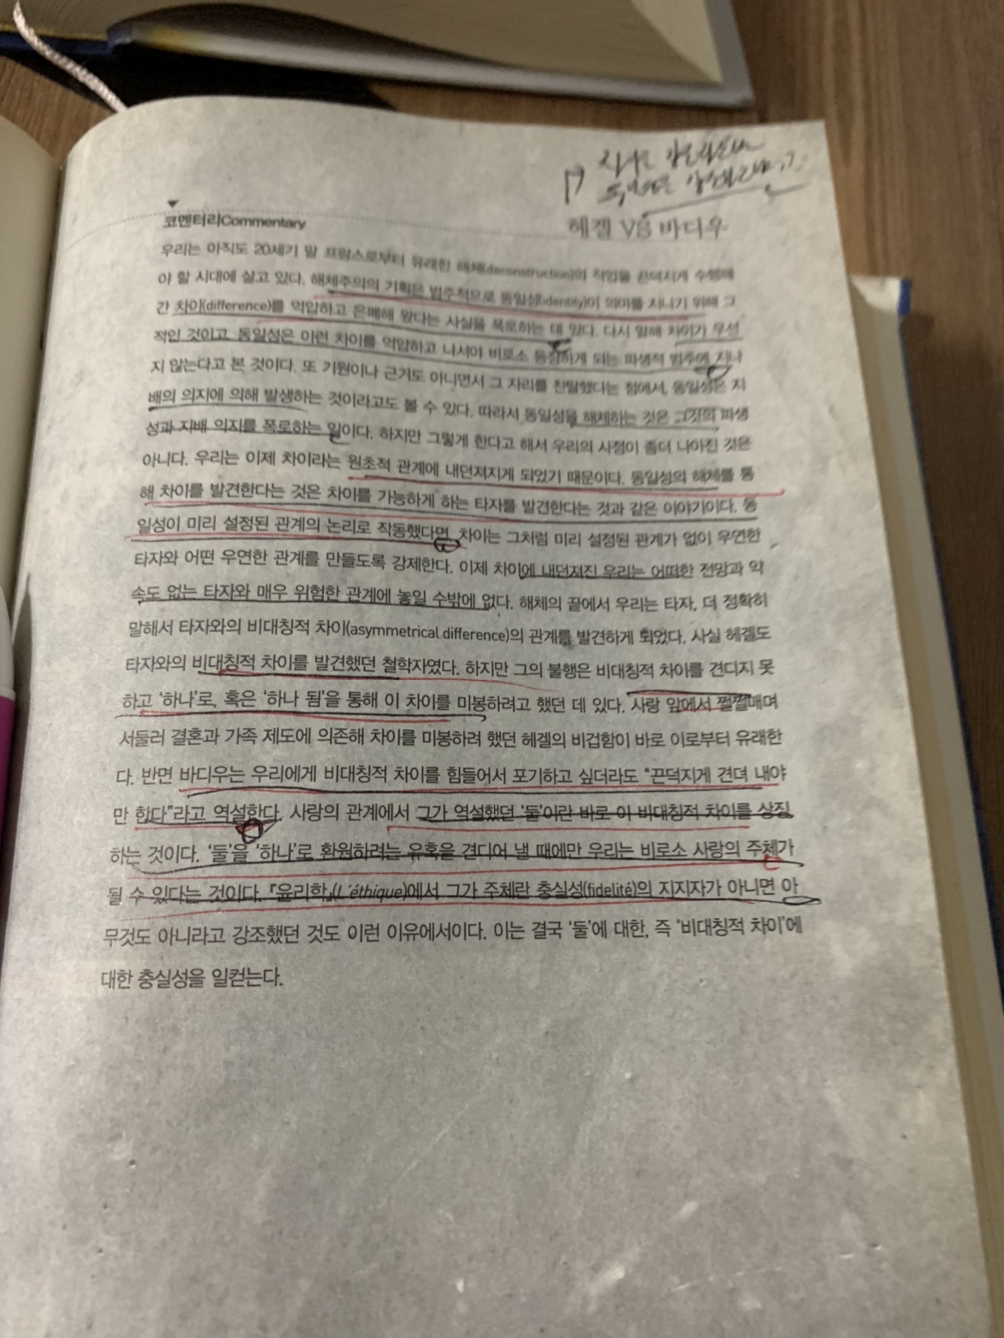 코멘터리Commentary
헤겔 VS 바디우
우리는 아직도 20세기 말 프랑스로부터 유래한 해체(deconstruction)의 작업을 끈덕지게 수행해
야 할 시대에 살고 있다. 해체주의의 기획은 범주적으로 동일성(identity)이 의미를 지니기 위해 그
간 차이(difference)를 억압하고 은폐해 왔다는 사실을 폭로하는 데 있다. 다시 말해 차이가 우선
적인 것이고, 동일성은 이런 차이를 억압하고 나서야 비로소 등장하게 되는 파생적 범주에 지나
지 않는다고 본 것이다. 또 기원이나 근거도 아니면서 그 자리를 찬탈했다는 점에서, 동일성은 지
배의 의지에 의해 발생하는 것이라고도 볼 수 있다. 따라서 동일성을 해체하는 것은 그것의 파생
성과 지배 의지를 폭로하는 일이다. 하지만 그렇게 한다고 해서 우리의 사정이 좀더 나아진 것은
아니다. 우리는 이제 차이라는 원초적 관계에 내던져지게 되었기 때문이다. 동일성의 해체를 통
해 차이를 발견한다는 것은 차이를 가능하게 하는 타자를 발견한다는 것과 같은 이야기이다. 동
일성이 미리 설정된 관계의 논리로 작동했다면, 차이는 그처럼 미리 설정된 관계가 없이 우연한
타자와 어떤 우연한 관계를 만들도록 강제한다. 이제 차이에 내던져진 우리는 어떠한 전망과 약
속도 없는 타자와 매우 위험한 관계에 놓일 수밖에 없다. 해체의 끝에서 우리는 타자, 더 정확히
말해서 타자와의 비대칭적 차이(asymmetrical difference)의 관계를 발견하게 되었다. 사실 헤겔도
타자와의 비대칭적 차이를 발견했던 철학자였다. 하지만 그의 불행은 비대칭적 차이를 견디지 못
하고 '하나'로, 혹은 '하나 됨'을 통해 이 차이를 미봉하려고 했던 데 있다. 사랑 앞에서 쩔쩔매며
서둘러 결혼과 가족 제도에 의존해 차이를 미봉하려 했던 헤겔의 비겁함이 바로 이로부터 유래한
다. 반면 바디우는 우리에게 비대칭적 차이를 힘들어서 포기하고 싶더라도 "끈덕지게 견뎌 내야
만 한다"라고 역설한다. 사랑의 관계에서 그가 역설했던 '둘'이란 바로 이 비대칭적 차이를 상징
하는 것이다. '둘'을 '하나'로 환원하려는 유혹을 견디어 낼 때에만 우리는 비로소 사랑의 주체가
될 수 있다는 것이다. 『윤리학』(L'éthique)에서 그가 주체란 충실성(fidelité)의 지지자가 아니면 아
무것도 아니라고 강조했던 것도 이런 이유에서이다. 이는 결국 '둘'에 대한, 즉 '비대칭적 차이'에
대한 충실성을 일컫는다.